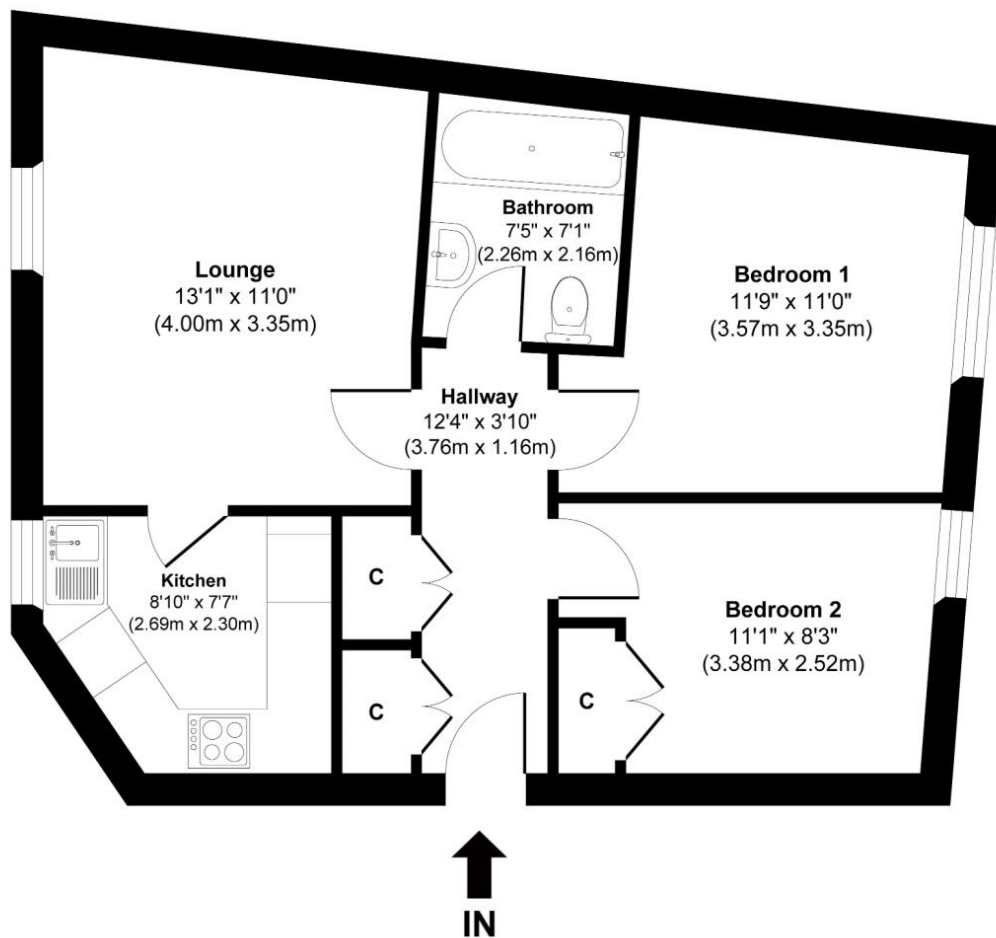 Bathroom
7'5" x 7'1"
(2.26m x 2.16m)
Lounge
13'1" x 11'0"
(4.00m x 3.35m)
Bedroom 1
11'9" x 11'0"
(3.57m x 3.35m)
Hallway
12'4" x 3'10"
(3.76m x 1.16m)
Kitchen
8'10" x 7'7"
(2.69m x 2.30m)
C
C
C
Bedroom 2
11'1" x 8'3"
(3.38m x 2.52m)
IN